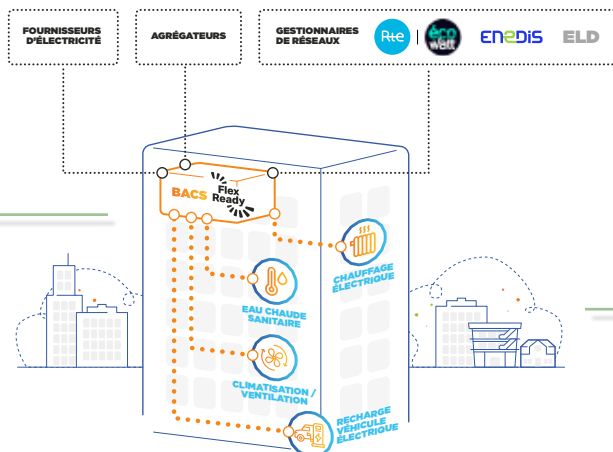 FOURNISSEURS
D'ÉLECTRICITÉ
AGRÉGATEURS
GESTIONNAIRES
DE RÉSEAUX
Rte
éco
watt
ENEDIS
ELD
BACS
Flex
Ready
CHAUFFAGE
ÉLECTRIQUE
EAU CHAUDE
SANITAIRE
CLIMATISATION /
VENTILATION
RECHARGE
VÉHICULE
ÉLECTRIQUE